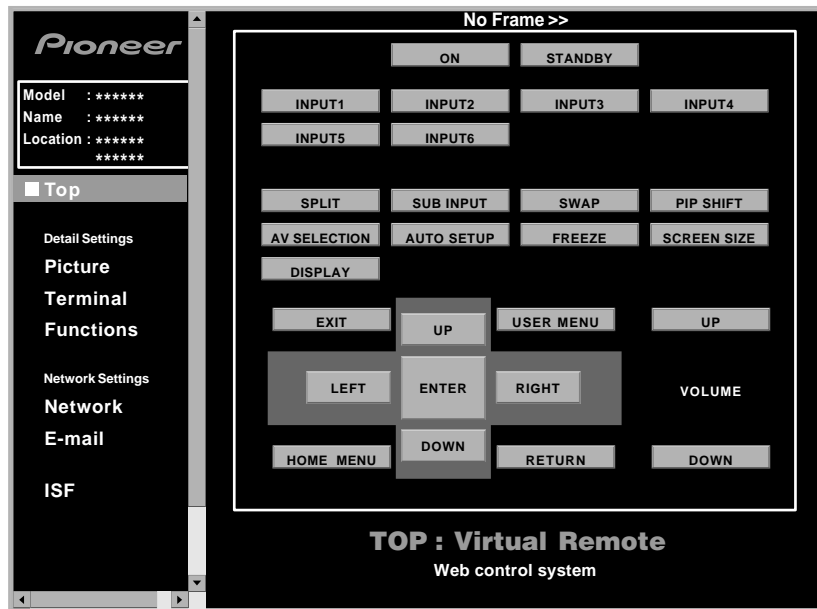 Pioneer
Model : ******
Name : ******
Location : ******
******
Top
Detail Settings
Picture
Terminal
Functions
Network Settings
Network
E-mail
ISF
No Frame >>
ON STANDBY
INPUT1 INPUT2 INPUT3 INPUT4
INPUT5 INPUT6
SPLIT SUB INPUT SWAP PIP SHIFT
AV SELECTION AUTO SETUP FREEZE SCREEN SIZE
DISPLAY
EXIT UP USER MENU UP
LEFT ENTER RIGHT VOLUME
HOME MENU DOWN RETURN DOWN
TOP : Virtual Remote
Web control system